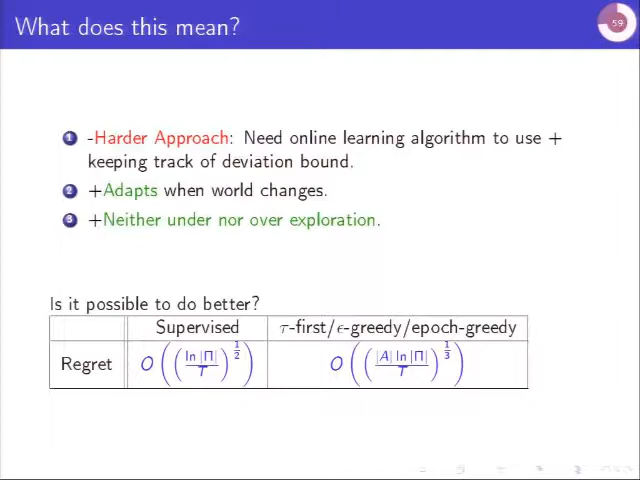 What does this mean?
59
1 -Harder Approach: Need online learning algorithm to use +
keeping track of deviation bound.
2 +Adapts when world changes.
3 +Neither under nor over exploration.
Is it possible to do better?
Supervised τ-first/ϵ-greedy/epoch-greedy
Regret O((ln|Π|/T)^{1/2}) O((|A| ln|Π|/T)^{1/3})